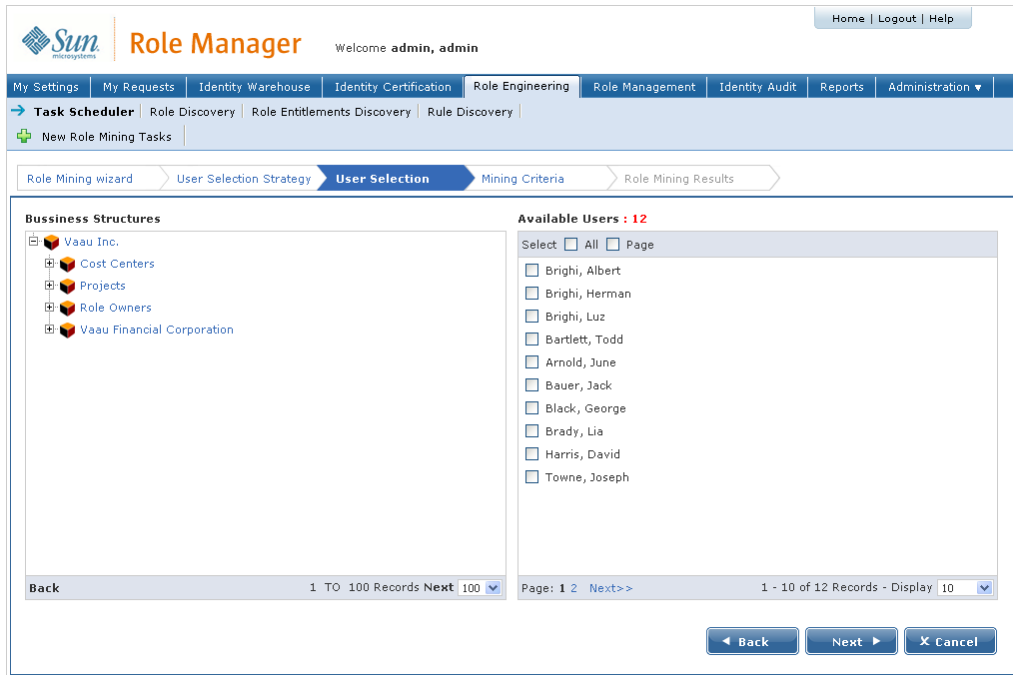 Home | Logout | Help
Sun
microsystems
Role Manager
Welcome admin, admin
My Settings My Requests Identity Warehouse Identity Certification Role Engineering Role Management Identity Audit Reports Administration ▼
Task Scheduler Role Discovery Role Entitlements Discovery Rule Discovery
New Role Mining Tasks
Role Mining wizard User Selection Strategy User Selection Mining Criteria Role Mining Results
Bussiness Structures
Vaau Inc.
Cost Centers
Projects
Role Owners
Vaau Financial Corporation
Back 1 TO 100 Records Next 100
Available Users : 12
Select All Page
Brighi, Albert
Brighi, Herman
Brighi, Luz
Bartlett, Todd
Arnold, June
Bauer, Jack
Black, George
Brady, Lia
Harris, David
Towne, Joseph
Page: 1 2 Next>> 1 - 10 of 12 Records - Display 10
Back Next X Cancel